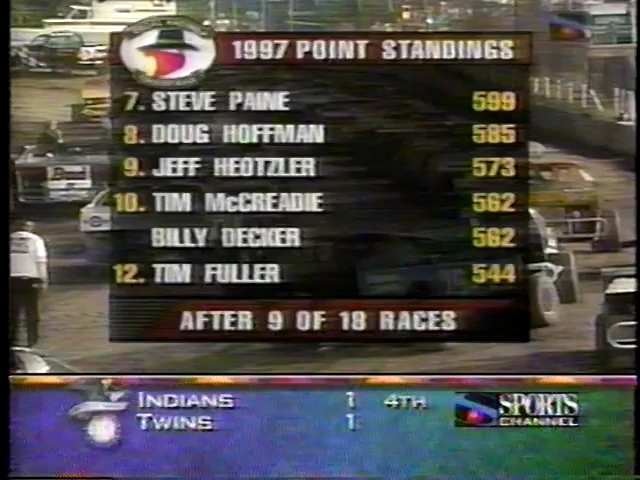 1997 POINT STANDINGS
7. STEVE PAINE 599
8. DOUG HOFFMAN 585
9. JEFF HEOTZLER 573
10. TIM McCREADIE 562
BILLY DECKER 562
12. TIM FULLER 544
AFTER 9 OF 18 RACES
INDIANS 1 4TH
TWINS 1
SPORTS
CHANNEL